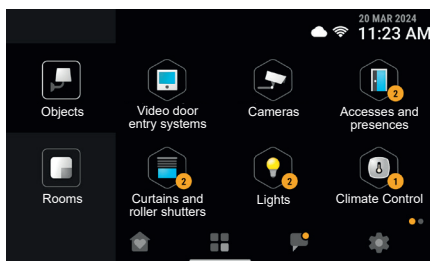 20 MAR 2024
11:23 AM
Objects
Video door
entry systems
Cameras
2
Accesses and
presences
Rooms
2
Curtains and
roller shutters
2
Lights
1
Climate Control